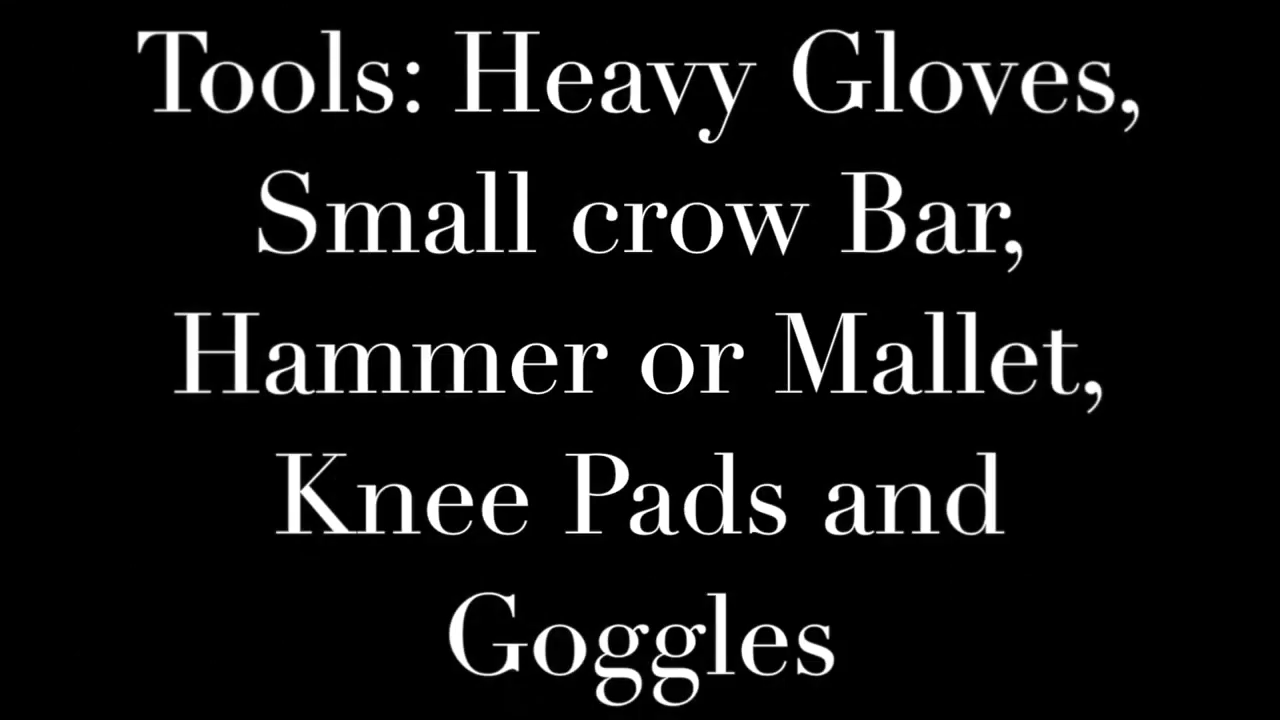 Tools: Heavy Gloves,
Small crow Bar,
Hammer or Mallet,
Knee Pads and
Goggles